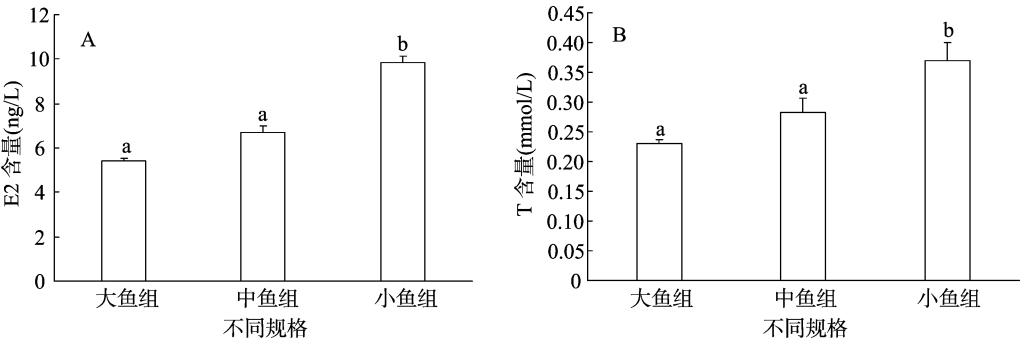 A
E2 含量(ng/L)
12
10
8
6
4
2
0
a
a
b
大鱼组
中鱼组
小鱼组
不同规格
B
T 含量(mmol/L)
0.45
0.40
0.35
0.30
0.25
0.20
0.15
0.10
0.05
0
a
a
b
大鱼组
中鱼组
小鱼组
不同规格